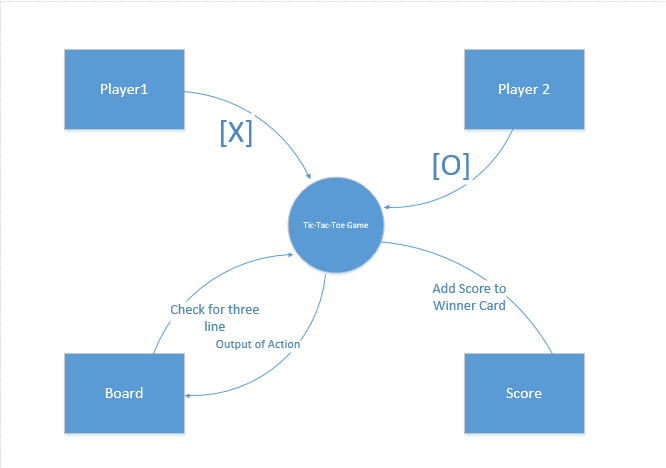 Player1
Player 2
[X]
[O]
Tic-Tac-Toe Game
Add Score to
Winner Card
Check for three
line
Output of Action
Board
Score